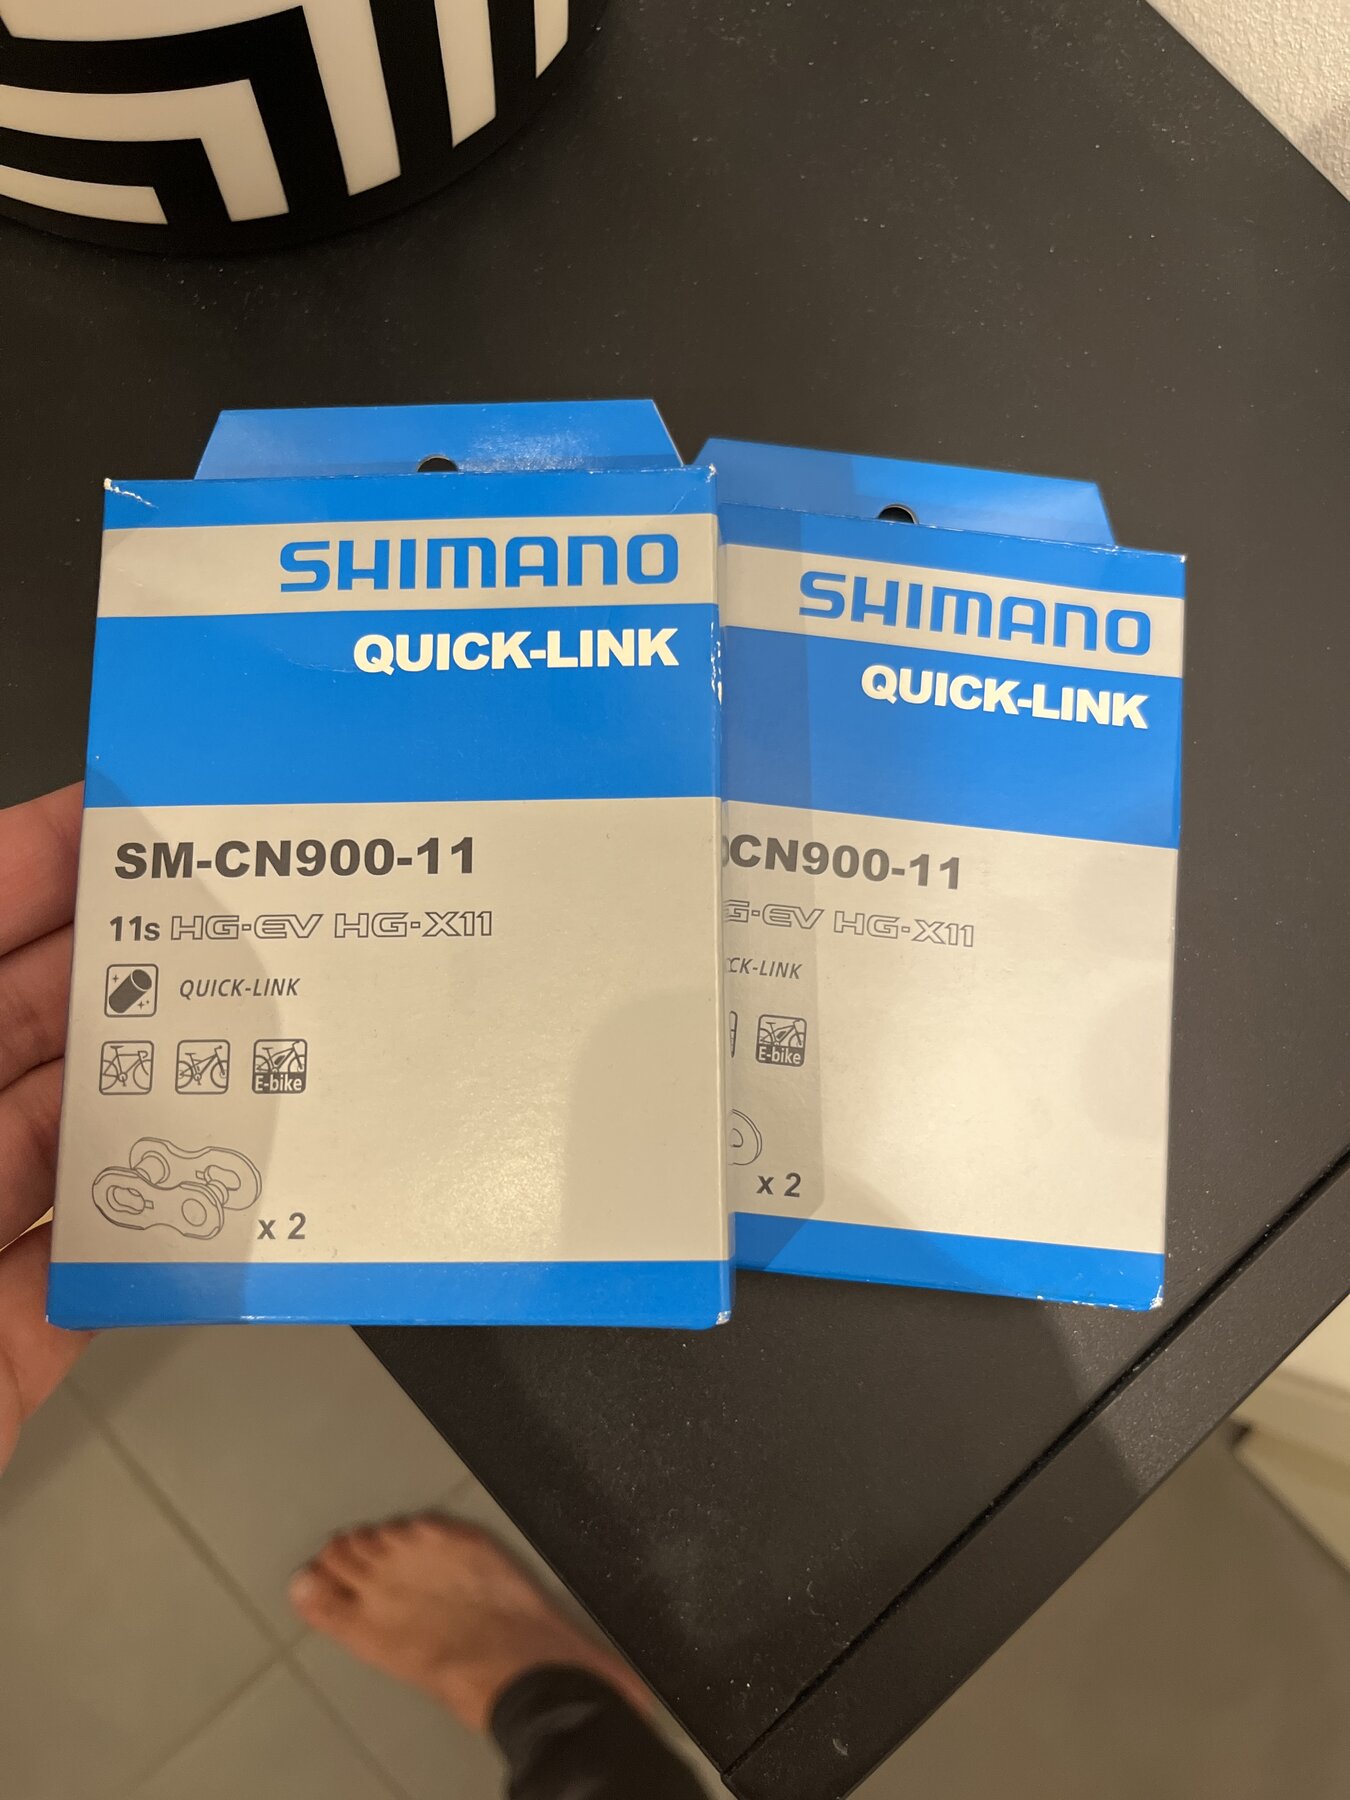 SHIMANO
QUICK-LINK
SM-CN900-11
11s HG-EV HG-X11
QUICK-LINK
E-bike
x 2
SHIMANO
QUICK-LINK
CN900-11
HG-X11
E-bike
x 2